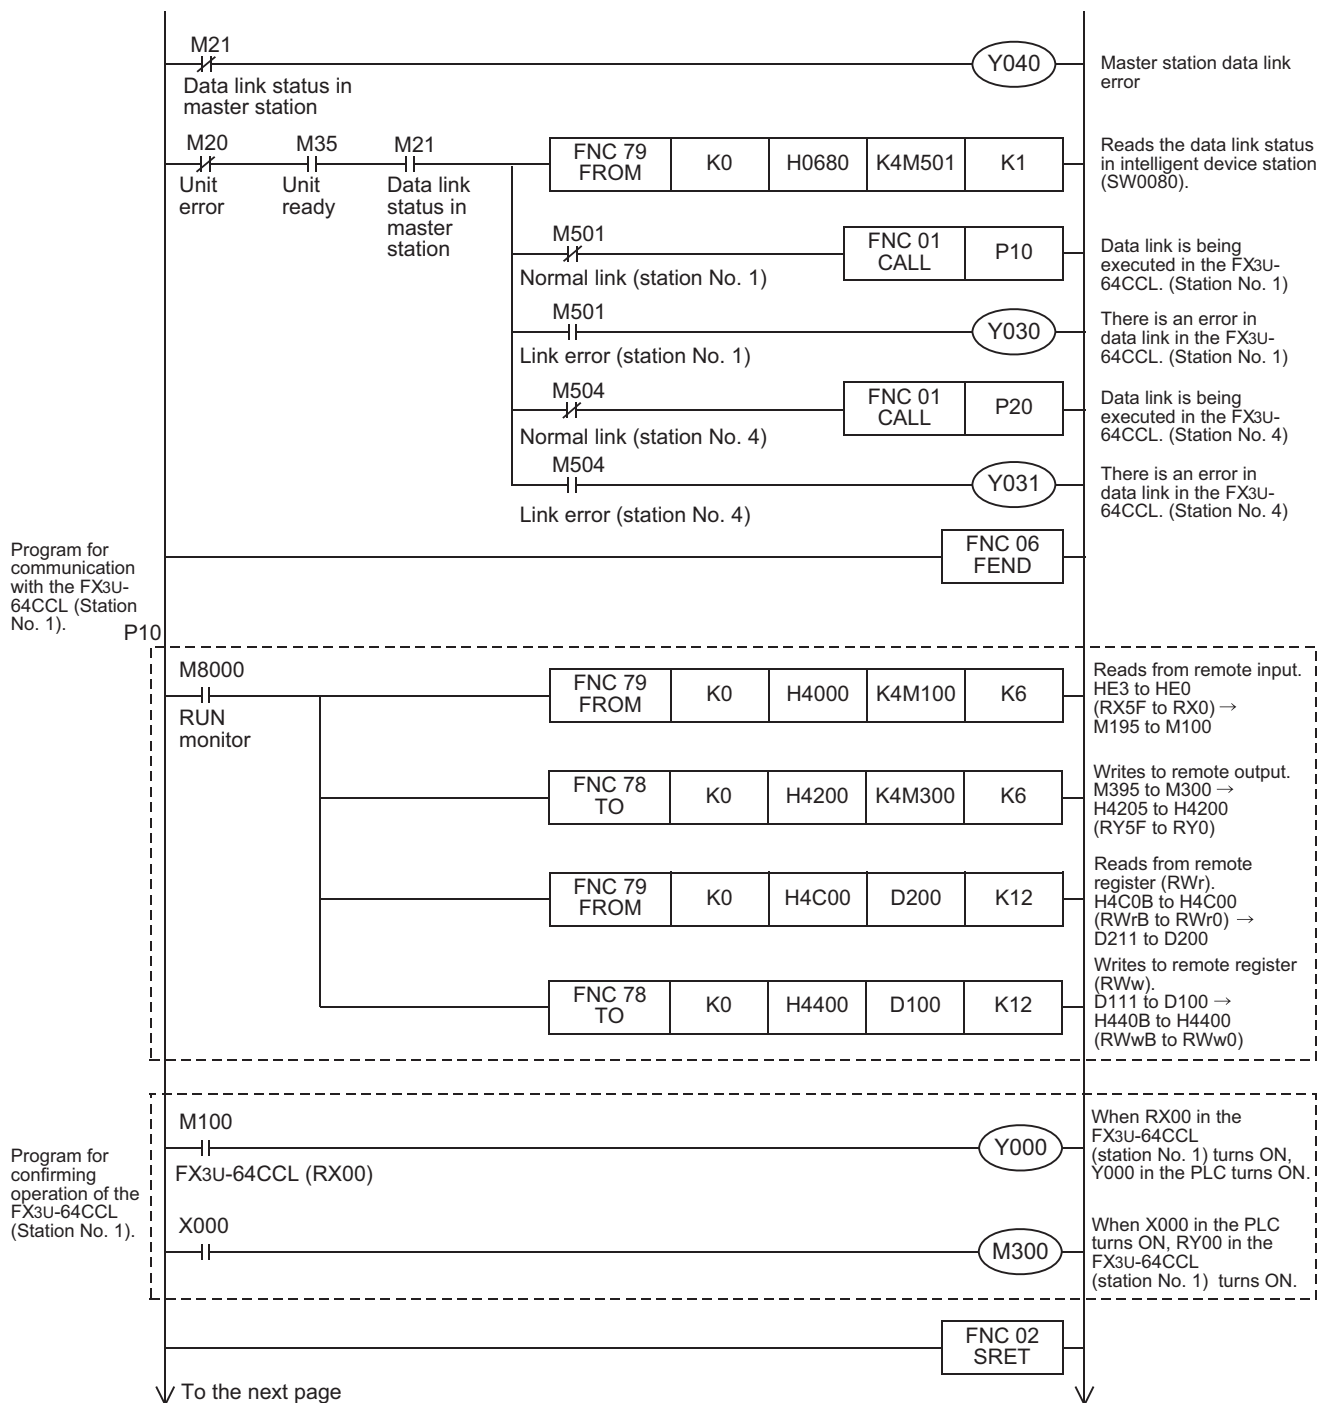 M21
Y040
Master station data link
error
Data link status in
master station
M20
M35
M21
Unit
error
Unit
ready
Data link
status in
master
station
FNC 79
FROM
K0
H0680
K4M501
K1
Reads the data link status
in intelligent device station
(SW0080).
M501
Normal link (station No. 1)
FNC 01
CALL
P10
Data link is being
executed in the FX3U-
64CCL. (Station No. 1)
M501
Link error (station No. 1)
Y030
There is an error in
data link in the FX3U-
64CCL. (Station No. 1)
M504
Normal link (station No. 4)
FNC 01
CALL
P20
Data link is being
executed in the FX3U-
64CCL. (Station No. 4)
M504
Link error (station No. 4)
Y031
There is an error in
data link in the FX3U-
64CCL. (Station No. 4)
FNC 06
FEND
Program for
communication
with the FX3U-
64CCL (Station
No. 1).
P10
M8000
RUN
monitor
FNC 79
FROM
K0
H4000
K4M100
K6
Reads from remote input.
HE3 to HE0
(RX5F to RX0) →
M195 to M100
FNC 78
TO
K0
H4200
K4M300
K6
Writes to remote output.
M395 to M300 →
H4205 to H4200
(RY5F to RY0)
FNC 79
FROM
K0
H4C00
D200
K12
Reads from remote
register (RWr).
H4C0B to H4C00
(RWrB to RWr0) →
D211 to D200
FNC 78
TO
K0
H4400
D100
K12
Writes to remote register
(RWw).
D111 to D100 →
H440B to H4400
(RWwB to RWw0)
Program for
confirming
operation of the
FX3U-64CCL
(Station No. 1).
M100
FX3U-64CCL (RX00)
Y000
When RX00 in the
FX3U-64CCL
(station No. 1) turns ON,
Y000 in the PLC turns ON.
X000
M300
When X000 in the PLC
turns ON, RY00 in the
FX3U-64CCL
(station No. 1) turns ON.
FNC 02
SRET
To the next page